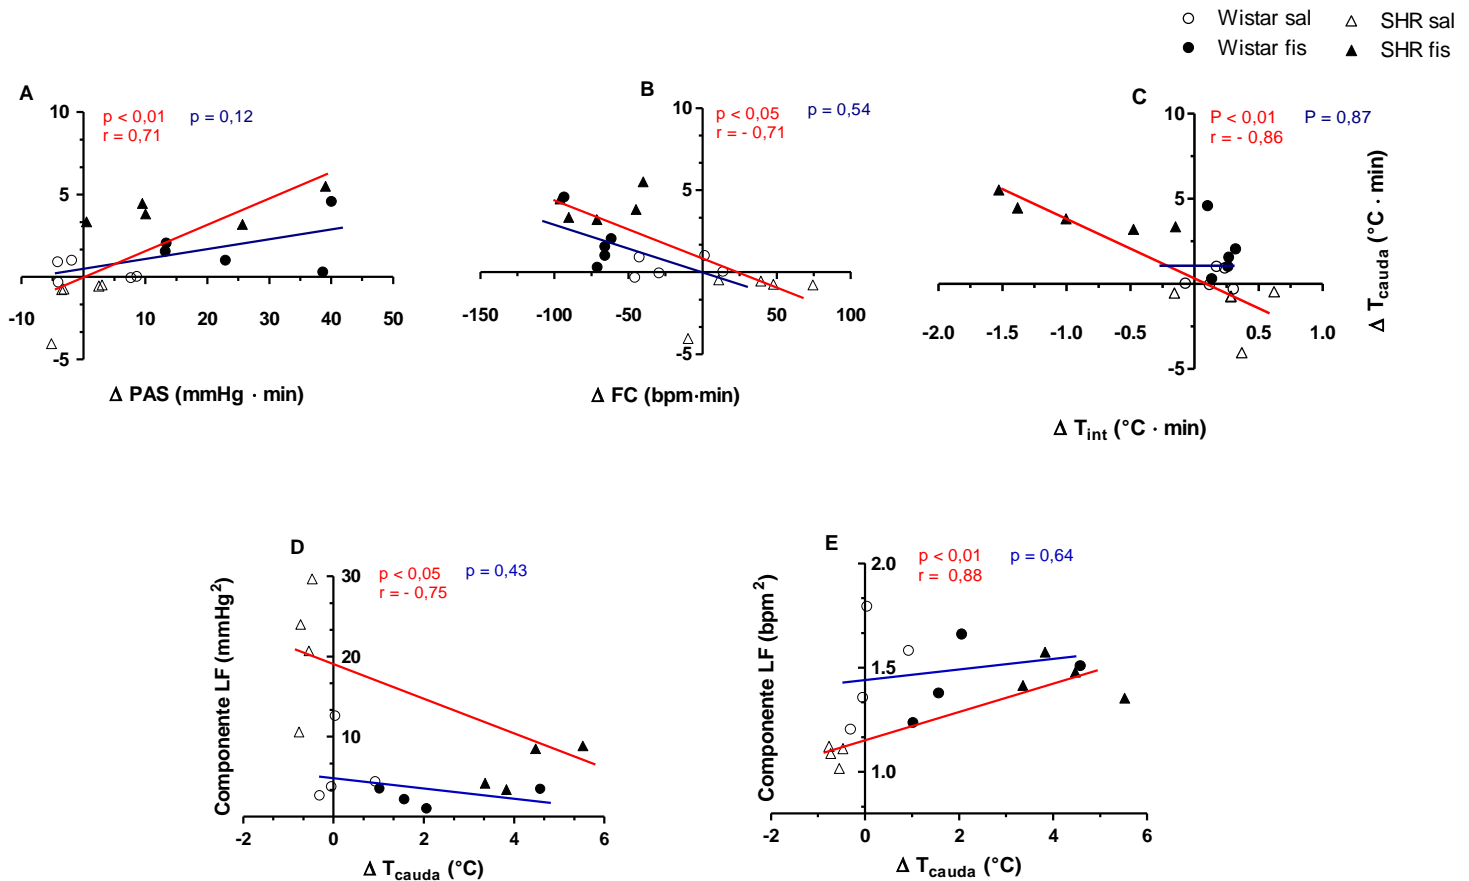 Wistar sal
SHR sal
Wistar fis
SHR fis
A
10
5
-5
-10
10
20
30
40
50
p < 0,01
p = 0,12
r = 0,71
Δ PAS (mmHg · min)
B
10
5
-5
-150
-100
-50
50
100
p < 0,05
p = 0,54
r = - 0,71
Δ FC (bpm·min)
C
10
5
-5
-2.0
-1.5
-1.0
-0.5
0.5
1.0
P < 0,01
P = 0,87
r = - 0,86
Δ Tcauda (°C · min)
Δ Tint (°C · min)
D
30
20
10
-2
0
2
4
6
p < 0,05
p = 0,43
r = - 0,75
Componente LF (mmHg²)
Δ Tcauda (°C)
E
2.0
1.5
1.0
-2
0
2
4
6
p < 0,01
p = 0,64
r = 0,88
Componente LF (bpm²)
Δ Tcauda (°C)